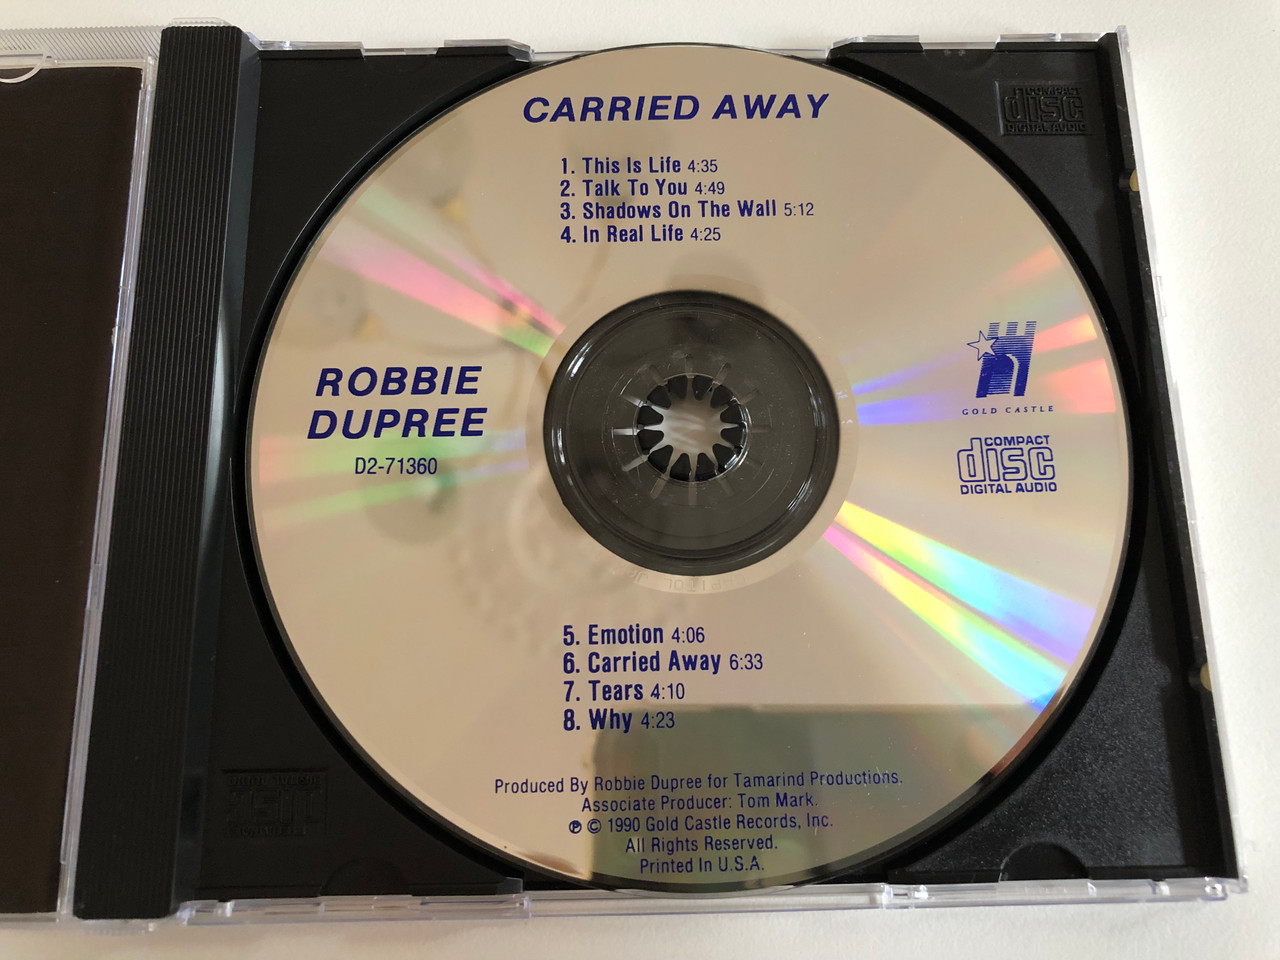 CARRIED AWAY
1. This Is Life 4:35
2. Talk To You 4:49
3. Shadows On The Wall 5:12
4. In Real Life 4:25
ROBBIE
DUPREE
D2-71360
GOLD CASTLE
COMPACT
disc
DIGITAL AUDIO
COMPACT
disc
DIGITAL AUDIO
5. Emotion 4:06
6. Carried Away 6:33
7. Tears 4:10
8. Why 4:23
Produced By Robbie Dupree for Tamarind Productions.
Associate Producer: Tom Mark.
℗ © 1990 Gold Castle Records, Inc.
All Rights Reserved.
Printed In U.S.A.